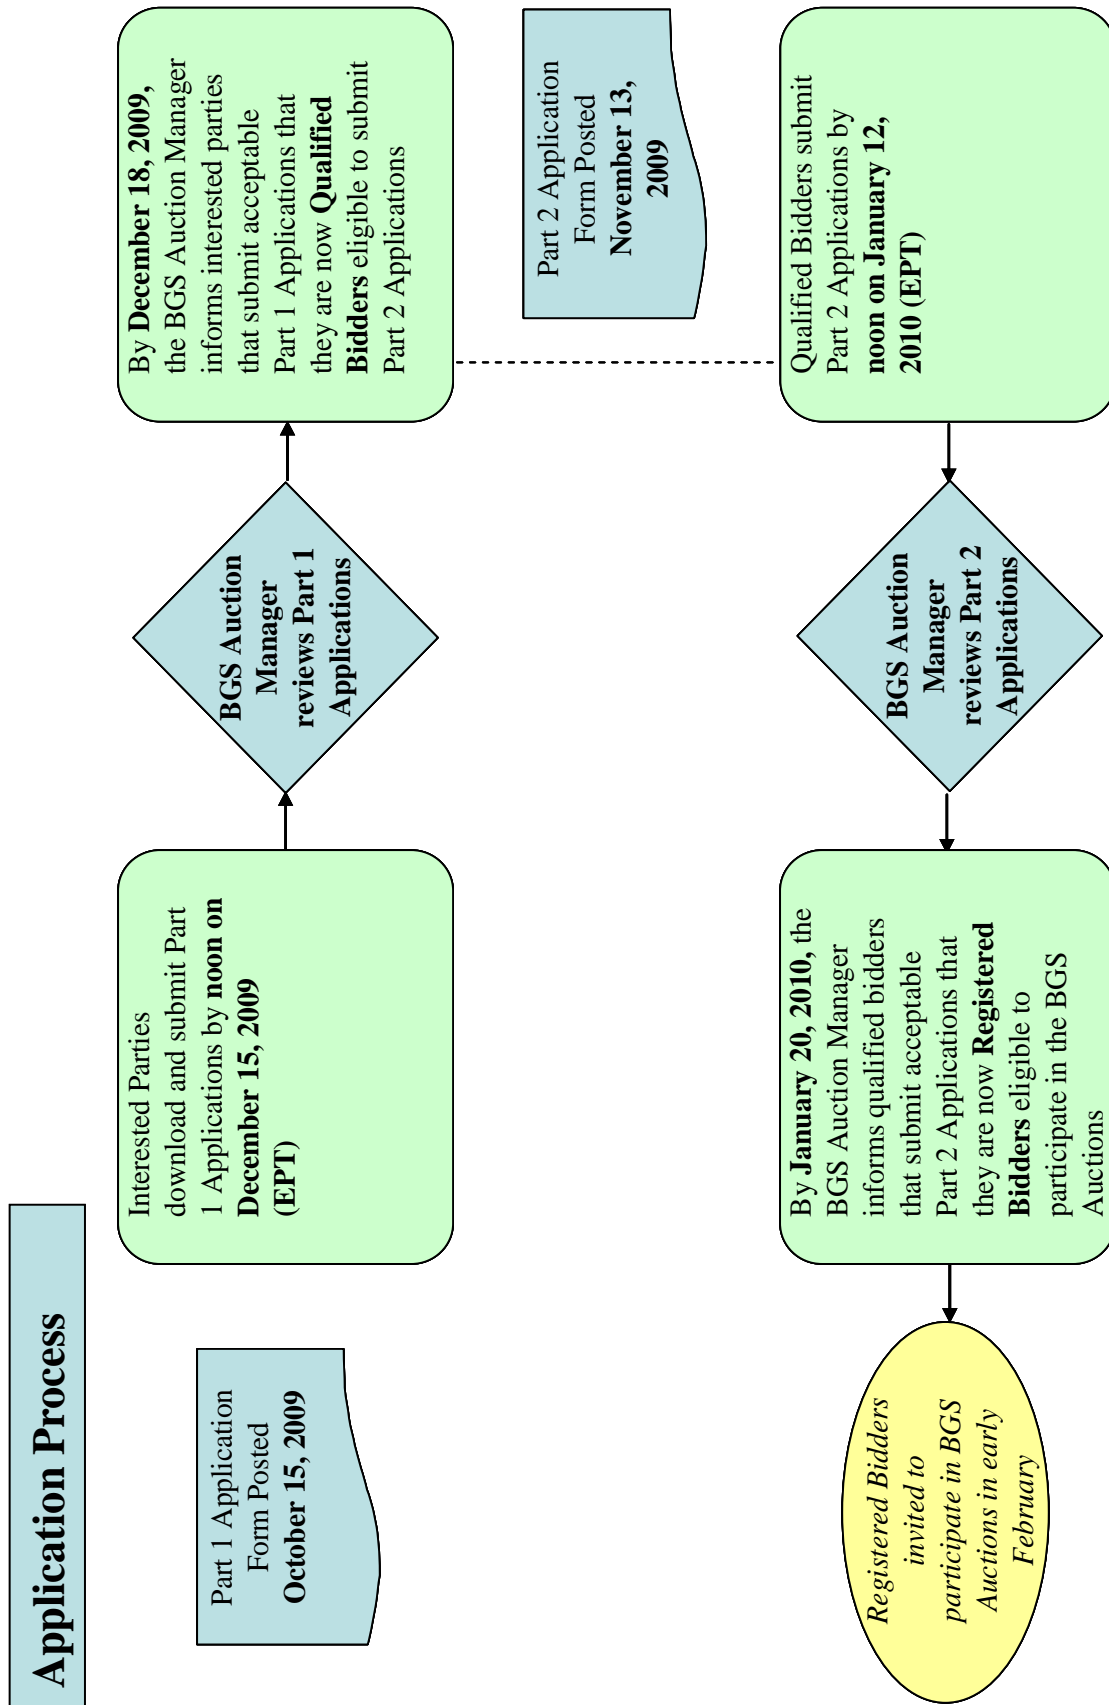 Application Process
Part 1 Application
Form Posted
October 15, 2009
Interested Parties
download and submit Part
1 Applications by noon on
December 15, 2009
(EPT)
BGS Auction
Manager
reviews Part 1
Applications
By December 18, 2009,
the BGS Auction Manager
informs interested parties
that submit acceptable
Part 1 Applications that
they are now Qualified
Bidders eligible to submit
Part 2 Applications
Part 2 Application
Form Posted
November 13,
2009
Qualified Bidders submit
Part 2 Applications by
noon on January 12,
2010 (EPT)
BGS Auction
Manager
reviews Part 2
Applications
By January 20, 2010, the
BGS Auction Manager
informs qualified bidders
that submit acceptable
Part 2 Applications that
they are now Registered
Bidders eligible to
participate in the BGS
Auctions
Registered Bidders
invited to
participate in BGS
Auctions in early
February